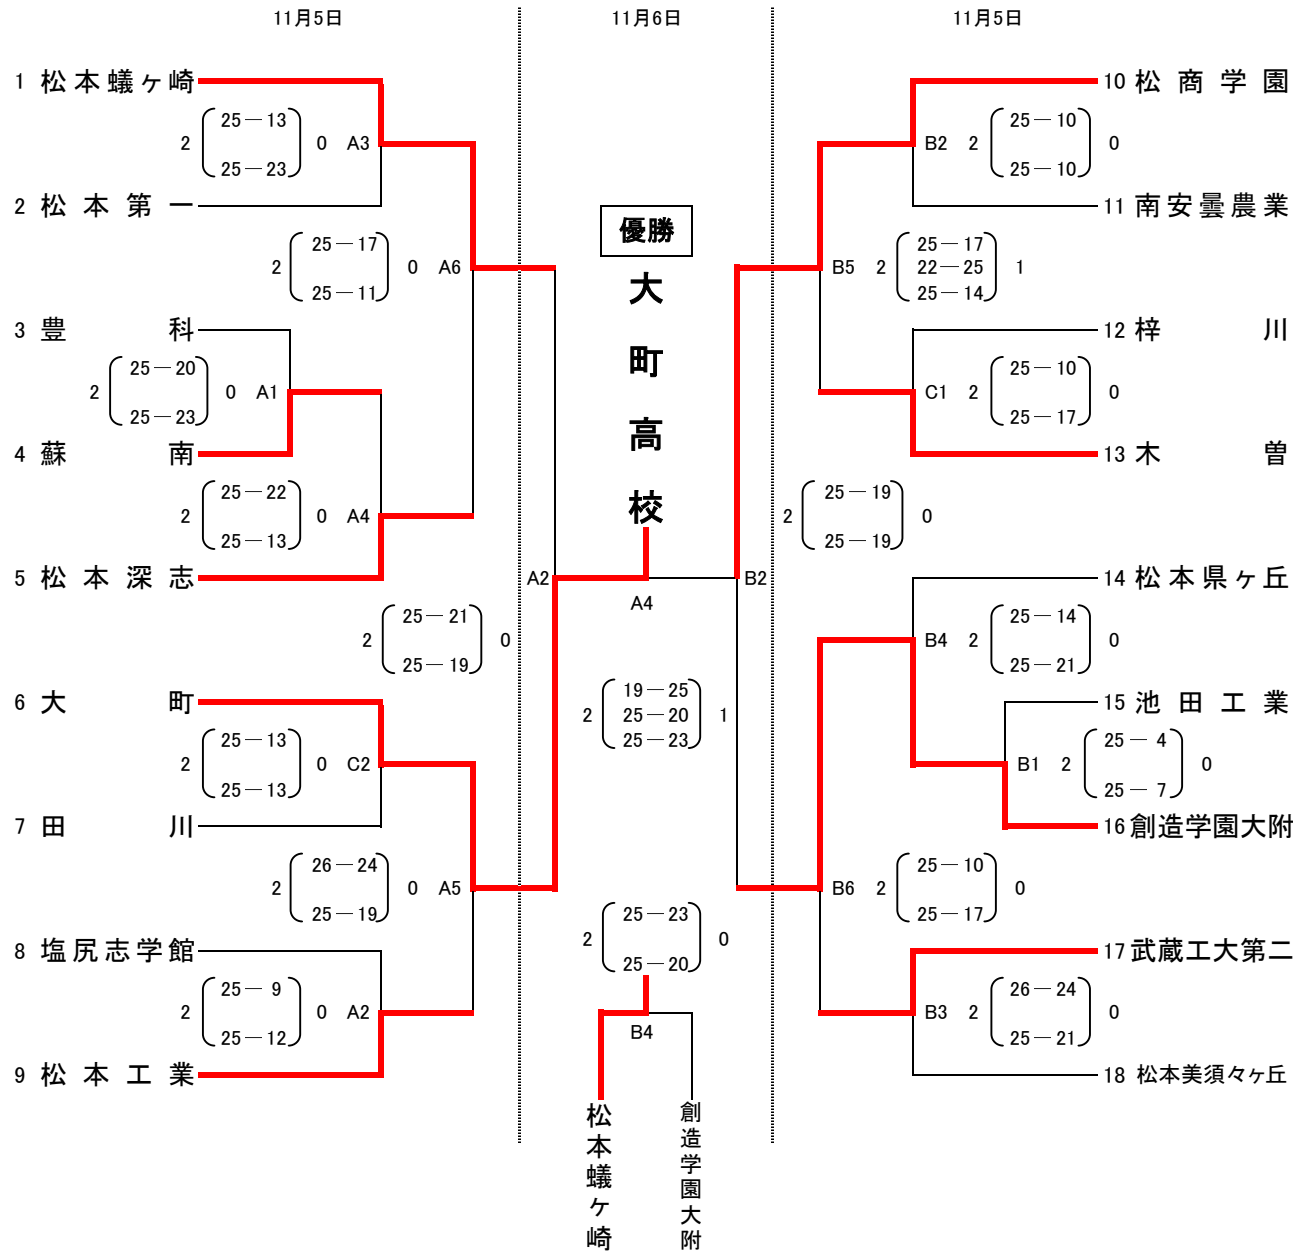 11月5日
11月6日
11月5日
1 松本蟻ヶ崎
2 25－13 0 A3
25－23
2 松本第一
2 25－17 0 A6
25－11
3 豊科
2 25－20 0 A1
25－23
4 蘇南
2 25－22 0 A4
25－13
5 松本深志
2 25－21 0
25－19
A2
6 大町
2 25－13 0 C2
25－13
7 田川
2 26－24 0 A5
25－19
8 塩尻志学館
2 25－9 0 A2
25－12
9 松本工業
優勝
大町高校
A4
2 19－25 1
25－20
25－23
2 25－23 0
25－20
B4
松本蟻ヶ崎
創造学園大附
10 松商学園
B2 2 25－10 0
25－10
11 南安曇農業
B5 2 25－17 1
22－25
25－14
12 梓川
C1 2 25－10 0
25－17
13 木曽
2 25－19 0
25－19
B2
14 松本県ヶ丘
B4 2 25－14 0
25－21
15 池田工業
B1 2 25－4 0
25－7
16 創造学園大附
B6 2 25－10 0
25－17
17 武蔵工大第二
B3 2 26－24 0
25－21
18 松本美須々ヶ丘